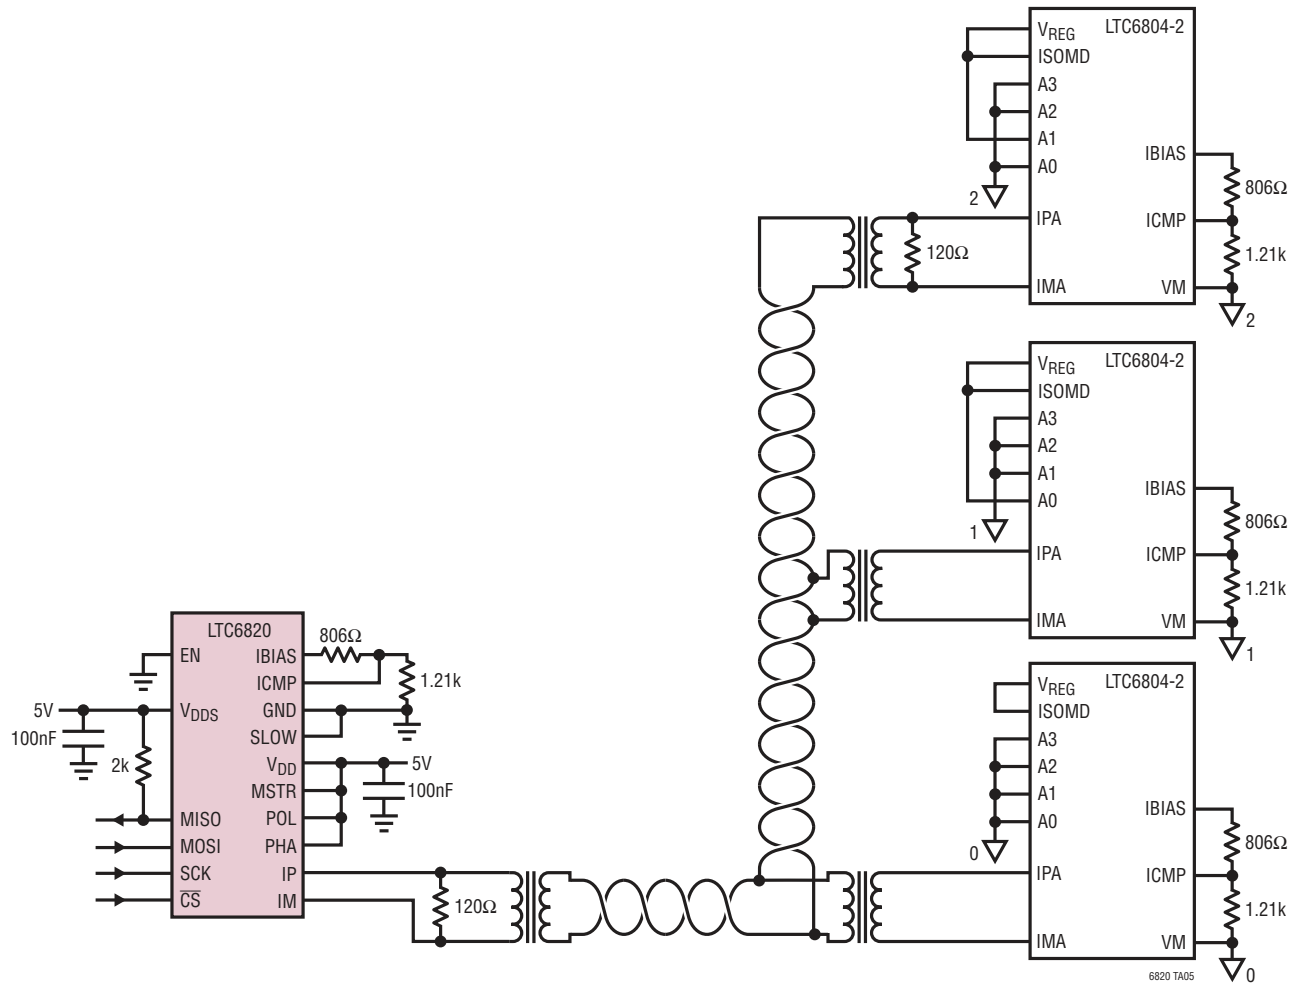 LTC6804-2
VREG
ISOMD
A3
A2
A1
A0
IPA
IMA
IBIAS
ICMP
VM
806Ω
1.21k
120Ω
2
2
LTC6804-2
VREG
ISOMD
A3
A2
A1
A0
IPA
IMA
IBIAS
ICMP
VM
806Ω
1.21k
1
1
LTC6820
EN
VDDS
MISO
MOSI
SCK
CS
IBIAS
ICMP
GND
SLOW
VDD
MSTR
POL
PHA
IP
IM
5V
100nF
2k
806Ω
1.21k
5V
100nF
120Ω
LTC6804-2
VREG
ISOMD
A3
A2
A1
A0
IPA
IMA
IBIAS
ICMP
VM
806Ω
1.21k
0
0
6820 TA05